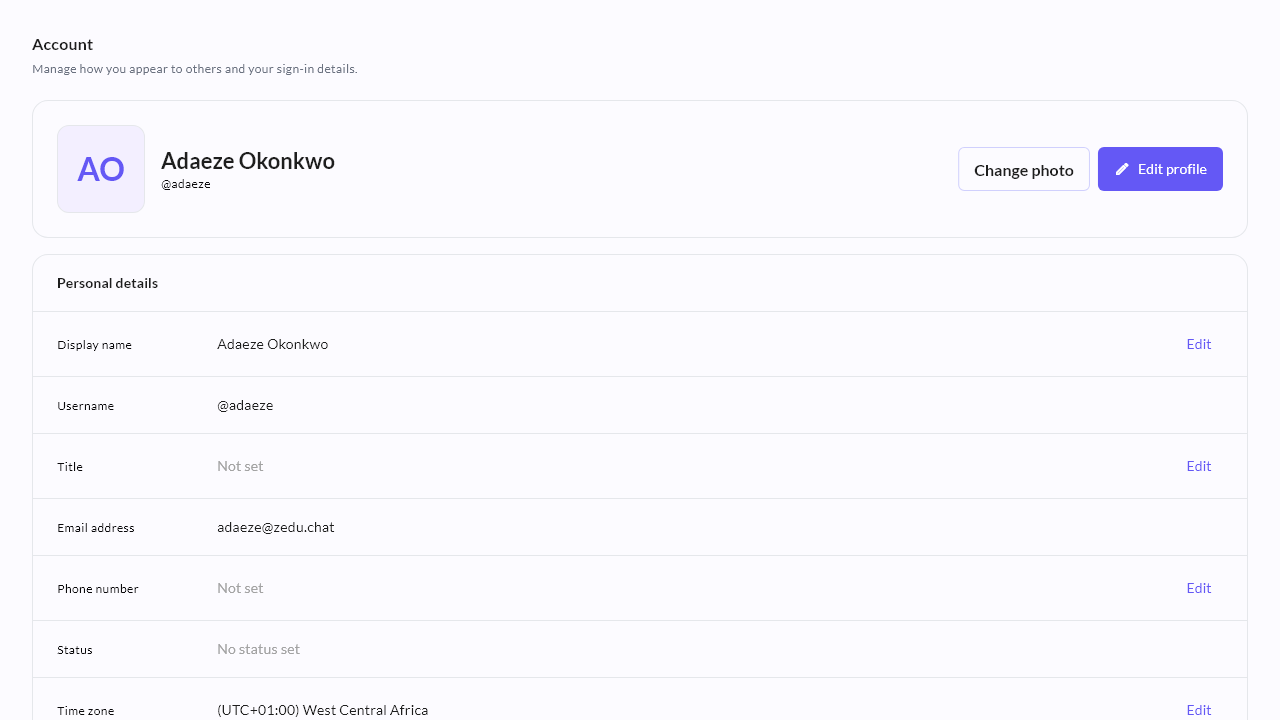 Account
Manage how you appear to others and your sign-in details.
AO
Adaeze Okonkwo
@adaeze
Change photo
Edit profile
Personal details
Display name Adaeze Okonkwo Edit
Username @adaeze
Title Not set Edit
Email address adaeze@zedu.chat
Phone number Not set Edit
Status No status set
Time zone (UTC+01:00) West Central Africa Edit